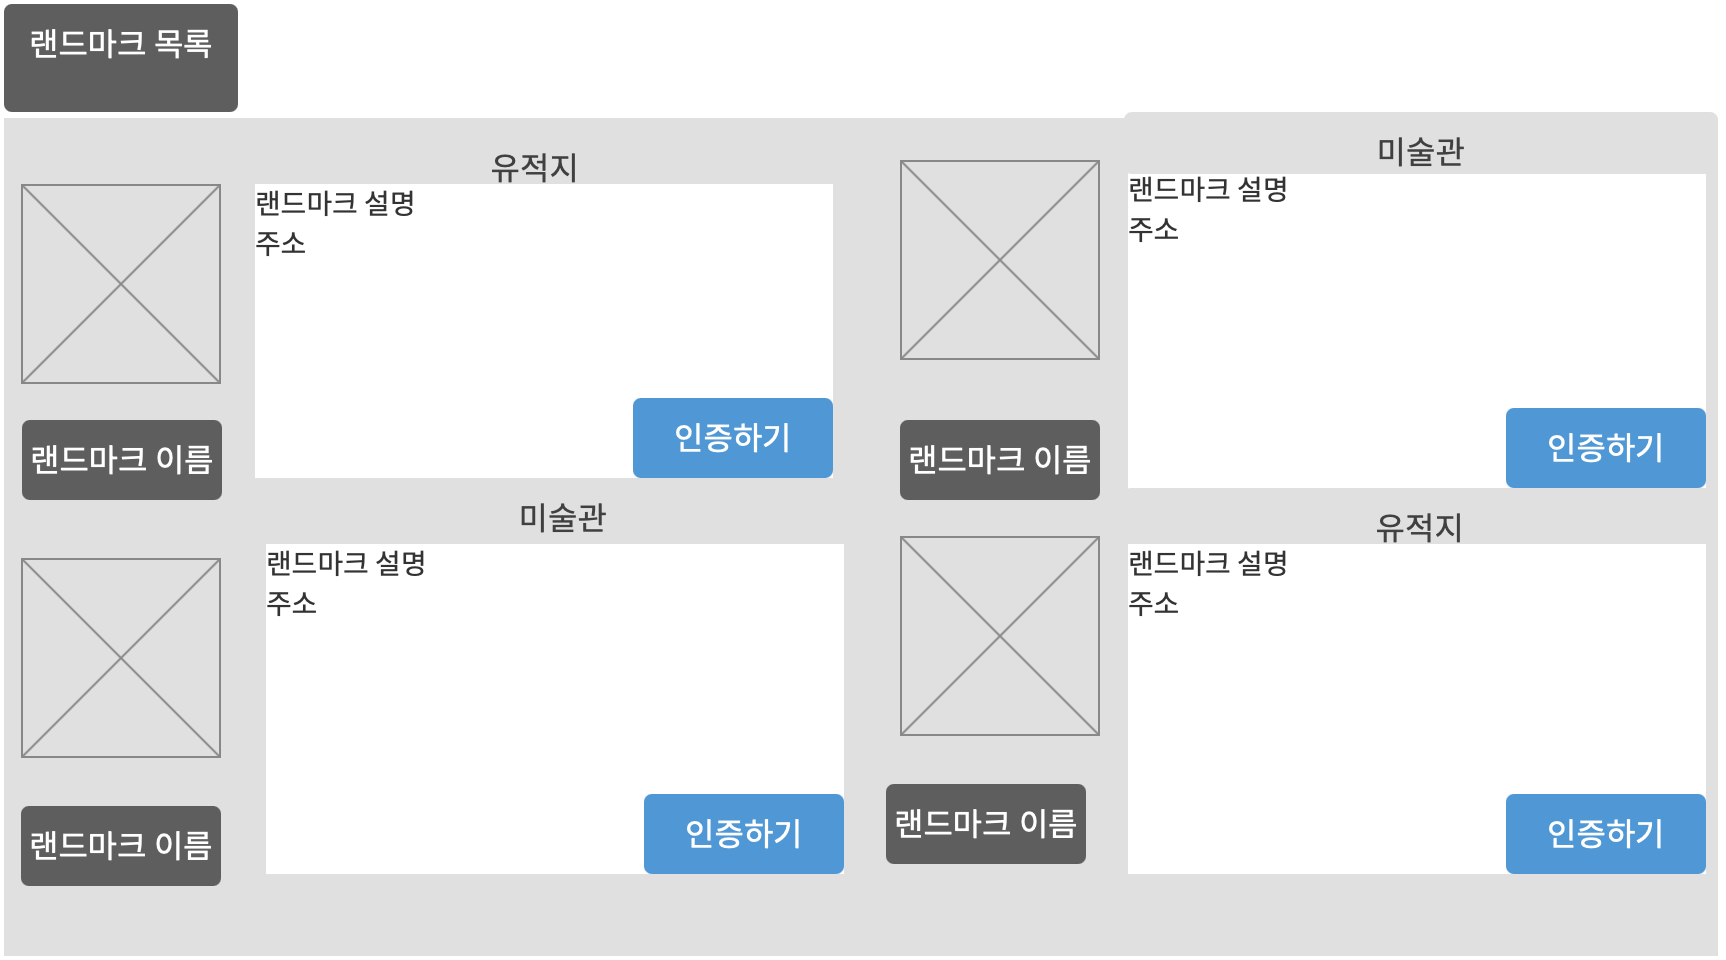 랜드마크 목록
유적지
랜드마크 설명
주소
인증하기
랜드마크 이름
미술관
랜드마크 설명
주소
인증하기
랜드마크 이름
미술관
랜드마크 설명
주소
인증하기
랜드마크 이름
유적지
랜드마크 설명
주소
인증하기
랜드마크 이름